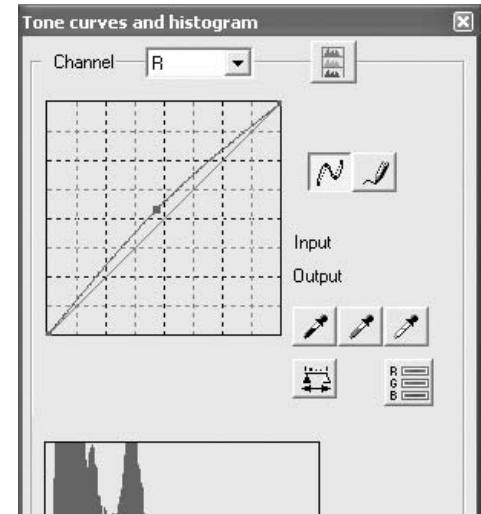 Tone curves and histogram
Channel R
Input
Output
R
G
B